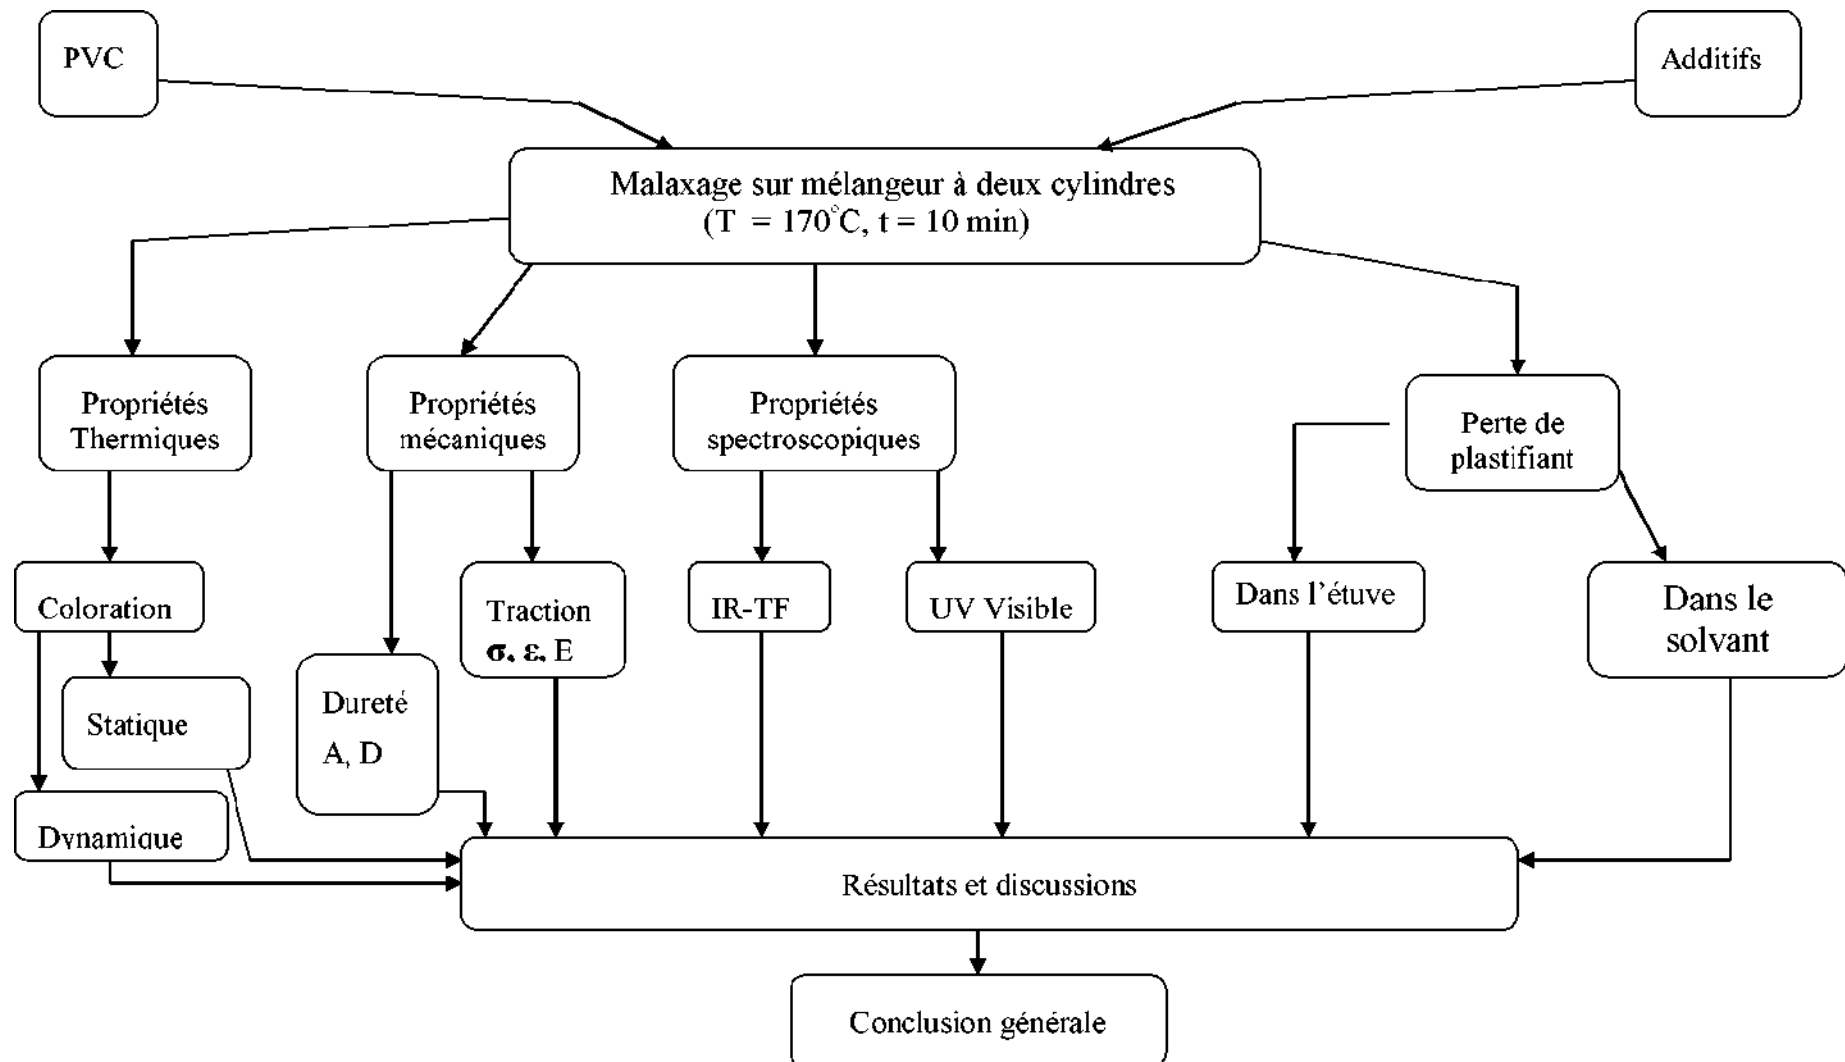 PVC
Additifs
Malaxage sur mélangeur à deux cylindres
(T = 170°C, t = 10 min)
Propriétés
Thermiques
Propriétés
mécaniques
Propriétés
spectroscopiques
Perte de
plastifiant
Coloration
Traction
σ, ε, E
IR-TF
UV Visible
Dans l'étuve
Dans le
solvant
Statique
Dureté
A, D
Dynamique
Résultats et discussions
Conclusion générale